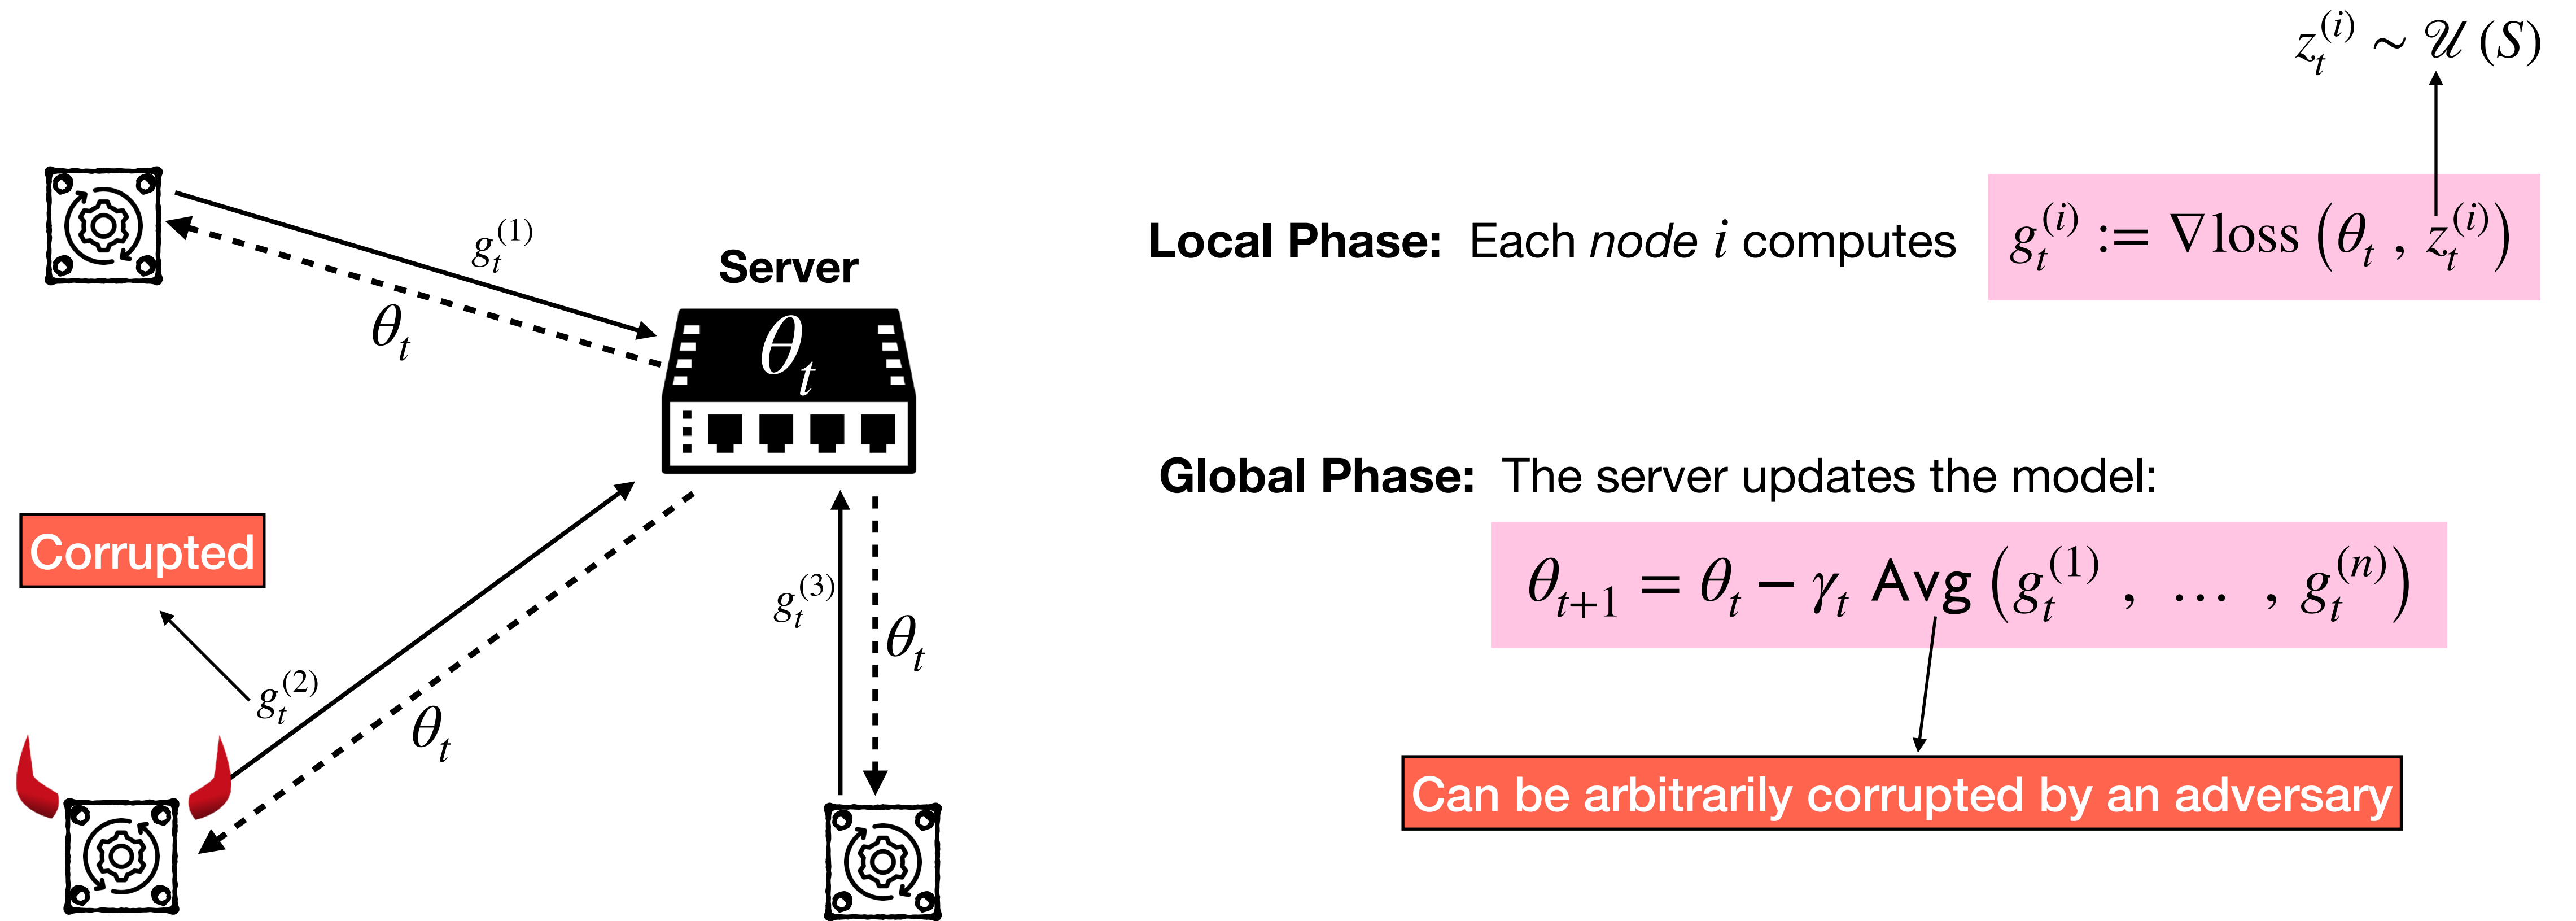 z_t^{(i)} ∼ 𝒰 (S)
g_t^{(1)}
Server
θ_t
θ_t
Local Phase: Each node i computes g_t^{(i)} := ∇loss (θ_t , z_t^{(i)})
Global Phase: The server updates the model:
Corrupted
θ_{t+1} = θ_t − γ_t Avg (g_t^{(1)} , … , g_t^{(n)})
g_t^{(3)}
θ_t
g_t^{(2)}
θ_t
Can be arbitrarily corrupted by an adversary